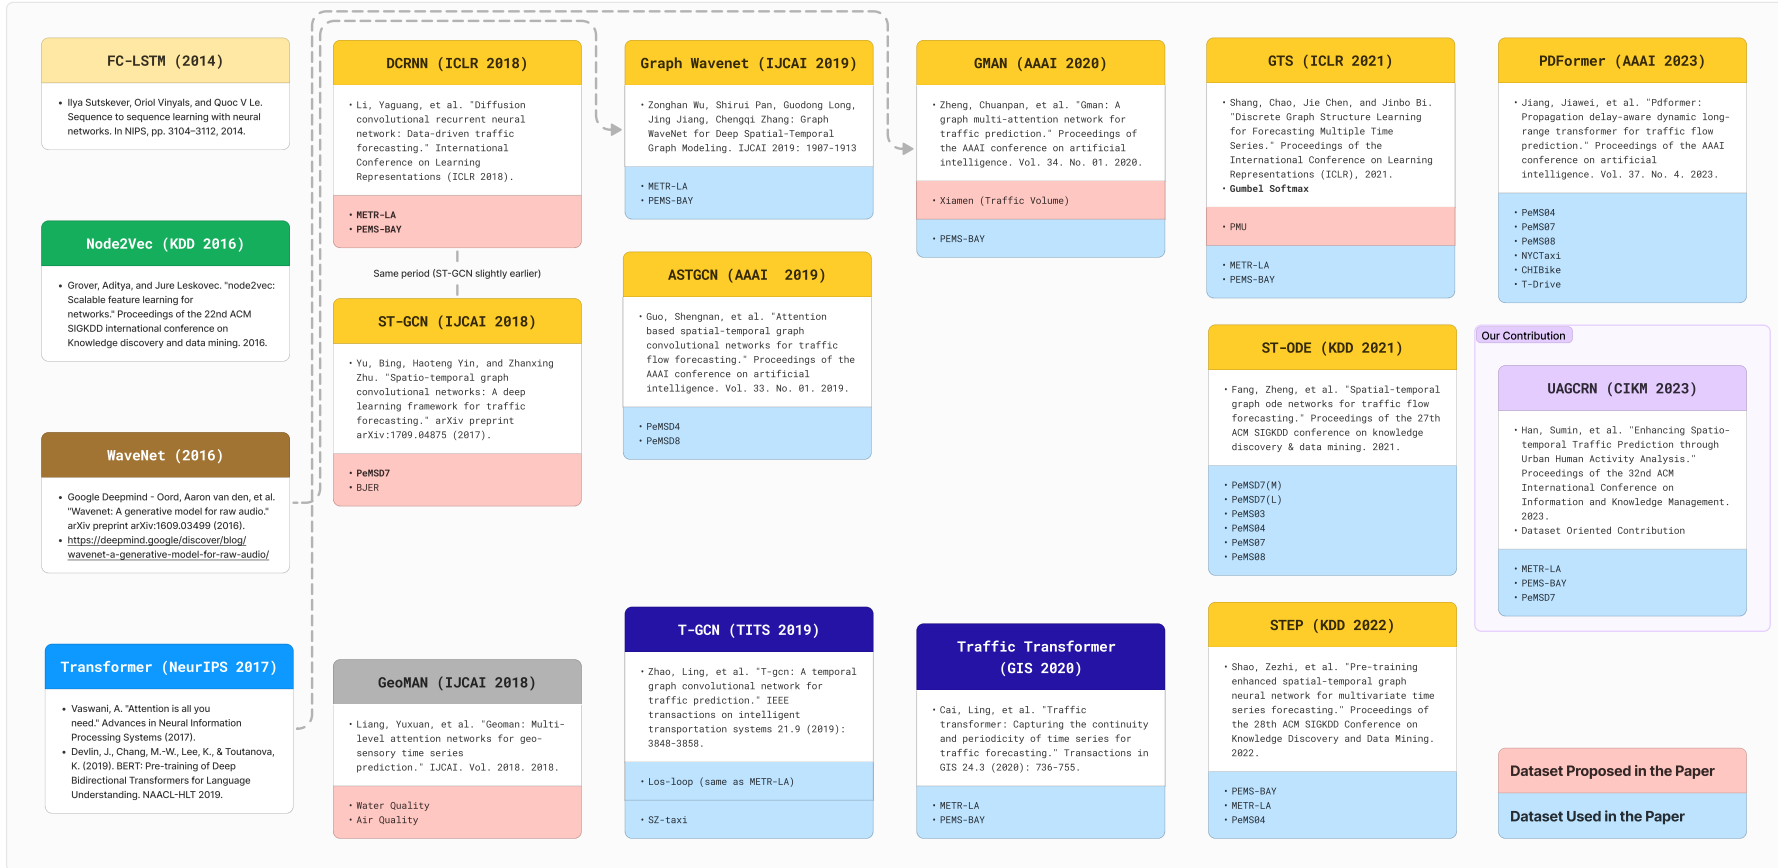 FC-LSTM (2014)
• Ilya Sutskever, Oriol Vinyals, and Quoc V Le.
Sequence to sequence learning with neural
networks. In NIPS, pp. 3104–3112, 2014.
Node2Vec (KDD 2016)
• Grover, Aditya, and Jure Leskovec. "node2vec:
Scalable feature learning for
networks." Proceedings of the 22nd ACM
SIGKDD international conference on
Knowledge discovery and data mining. 2016.
WaveNet (2016)
• Google Deepmind - Oord, Aaron van den, et al.
"Wavenet: A generative model for raw audio."
arXiv preprint arXiv:1609.03499 (2016).
• https://deepmind.google/discover/blog/
wavenet-a-generative-model-for-raw-audio/
Transformer (NeurIPS 2017)
• Vaswani, A. "Attention is all you
need." Advances in Neural Information
Processing Systems (2017).
• Devlin, J., Chang, M.-W., Lee, K., & Toutanova,
K. (2019). BERT: Pre-training of Deep
Bidirectional Transformers for Language
Understanding. NAACL-HLT 2019.
DCRNN (ICLR 2018)
• Li, Yaguang, et al. "Diffusion
convolutional recurrent neural
network: Data-driven traffic
forecasting." International
Conference on Learning
Representations (ICLR 2018).
• METR-LA
• PEMS-BAY
Same period (ST-GCN slightly earlier)
ST-GCN (IJCAI 2018)
• Yu, Bing, Haoteng Yin, and Zhanxing
Zhu. "Spatio-temporal graph
convolutional networks: A deep
learning framework for traffic
forecasting." arXiv preprint
arXiv:1709.04875 (2017).
• PeMSD7
• BJER
GeoMAN (IJCAI 2018)
• Liang, Yuxuan, et al. "Geoman: Multi-
level attention networks for geo-
sensory time series
prediction." IJCAI. Vol. 2018. 2018.
• Water Quality
• Air Quality
Graph Wavenet (IJCAI 2019)
• Zonghan Wu, Shirui Pan, Guodong Long,
Jing Jiang, Chengqi Zhang: Graph
WaveNet for Deep Spatial-Temporal
Graph Modeling. IJCAI 2019: 1907-1913
• METR-LA
• PEMS-BAY
ASTGCN (AAAI 2019)
• Guo, Shengnan, et al. "Attention
based spatial-temporal graph
convolutional networks for traffic
flow forecasting." Proceedings of the
AAAI conference on artificial
intelligence. Vol. 33. No. 01. 2019.
• PeMSD4
• PeMSD8
T-GCN (TITS 2019)
• Zhao, Ling, et al. "T-gcn: A temporal
graph convolutional network for
traffic prediction." IEEE
transactions on intelligent
transportation systems 21.9 (2019):
3848-3858.
• Los-loop (same as METR-LA)
• SZ-taxi
GMAN (AAAI 2020)
• Zheng, Chuanpan, et al. "Gman: A
graph multi-attention network for
traffic prediction." Proceedings of
the AAAI conference on artificial
intelligence. Vol. 34. No. 01. 2020.
• Xiamen (Traffic Volume)
• PEMS-BAY
Traffic Transformer
(GIS 2020)
• Cai, Ling, et al. "Traffic
transformer: Capturing the continuity
and periodicity of time series for
traffic forecasting." Transactions in
GIS 24.3 (2020): 736-755.
• METR-LA
• PEMS-BAY
GTS (ICLR 2021)
• Shang, Chao, Jie Chen, and Jinbo Bi.
"Discrete Graph Structure Learning
for Forecasting Multiple Time
Series." Proceedings of the
International Conference on Learning
Representations (ICLR), 2021.
• Gumbel Softmax
• PMU
• METR-LA
• PEMS-BAY
ST-ODE (KDD 2021)
• Fang, Zheng, et al. "Spatial-temporal
graph ode networks for traffic flow
forecasting." Proceedings of the 27th
ACM SIGKDD conference on knowledge
discovery & data mining. 2021.
• PeMSD7(M)
• PeMSD7(L)
• PeMS03
• PeMS04
• PeMS07
• PeMS08
STEP (KDD 2022)
• Shao, Zezhi, et al. "Pre-training
enhanced spatial-temporal graph
neural network for multivariate time
series forecasting." Proceedings of
the 28th ACM SIGKDD Conference on
Knowledge Discovery and Data Mining.
2022.
• PEMS-BAY
• METR-LA
• PeMS04
PDFormer (AAAI 2023)
• Jiang, Jiawei, et al. "Pdformer:
Propagation delay-aware dynamic long-
range transformer for traffic flow
prediction." Proceedings of the AAAI
conference on artificial
intelligence. Vol. 37. No. 4. 2023.
• PeMS04
• PeMS07
• PeMS08
• NYCTaxi
• CHIBike
• T-Drive
Our Contribution
UAGCRN (CIKM 2023)
• Han, Sumin, et al. "Enhancing Spatio-
temporal Traffic Prediction through
Urban Human Activity Analysis."
Proceedings of the 32nd ACM
International Conference on
Information and Knowledge Management.
2023.
• Dataset Oriented Contribution
• METR-LA
• PEMS-BAY
• PeMSD7
Dataset Proposed in the Paper
Dataset Used in the Paper